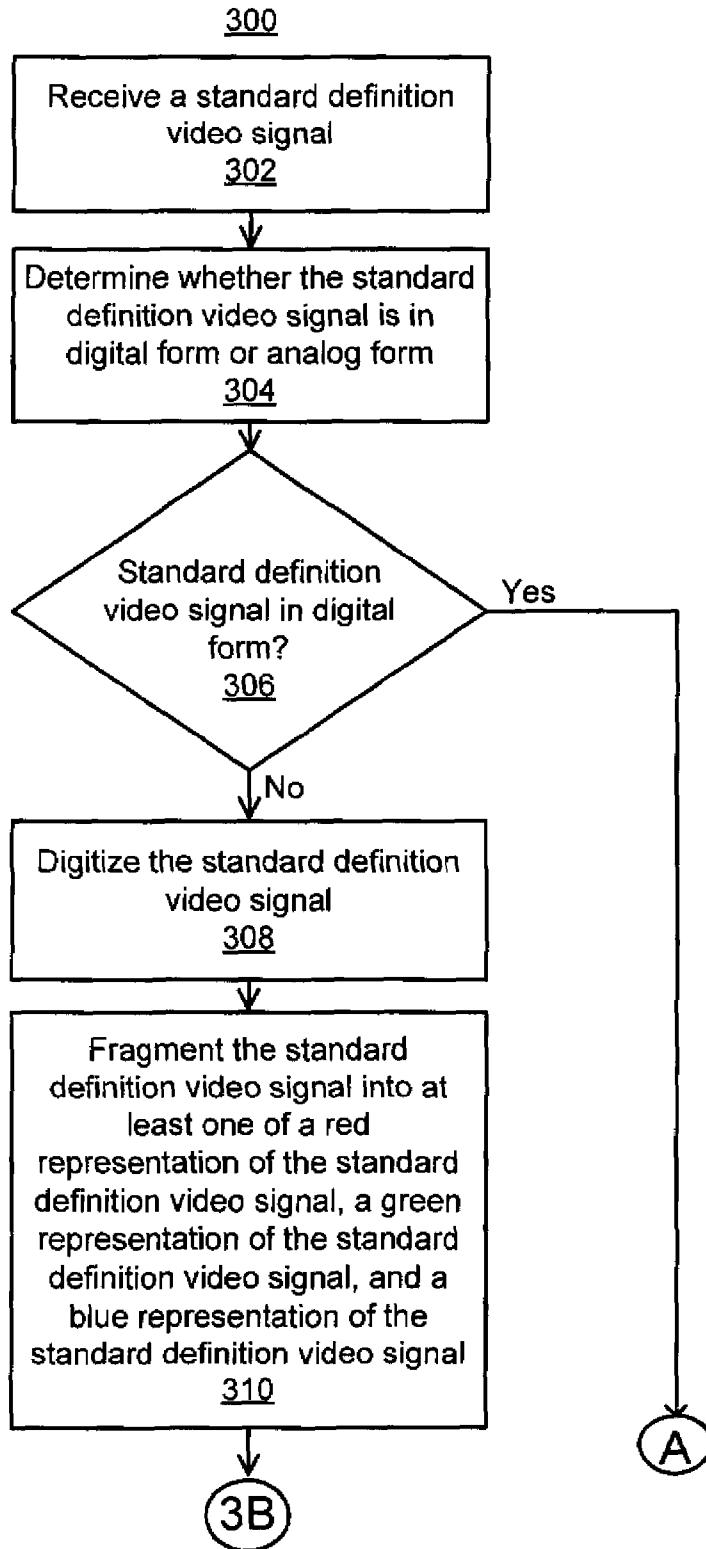 300
Receive a standard definition
video signal
302
Determine whether the standard
definition video signal is in
digital form or analog form
304
Standard definition
video signal in digital
form?
306
Yes
No
Digitize the standard definition
video signal
308
Fragment the standard
definition video signal into at
least one of a red
representation of the standard
definition video signal, a green
representation of the standard
definition video signal, and a
blue representation of the
standard definition video signal
310
A
3B